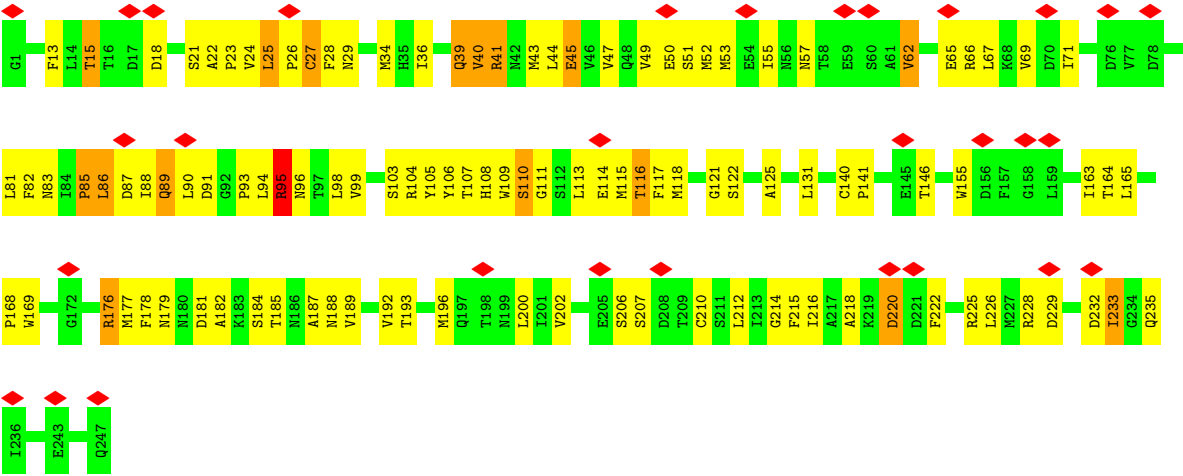 G1 F13 L14 T15 T16 D17 D18 S21 A22 P23 V24 L25 P26 C27 F28 N29 M34 H35 I36 Q39 V40 R41 N42 M43 L44 E45 V46 V47 Q48 V49 E50 S51 M52 M53 E54 I55 N56 N57 T58 E59 S60 A61 V62 E65 R66 L67 K68 V69 D70 I71 D76 V77 D78
L81 F82 N83 I84 P85 L86 D87 I88 Q89 L90 D91 G92 P93 L94 R95 N96 T97 L98 V99 S103 R104 Y105 Y106 T107 H108 W109 S110 G111 S112 L113 E114 M115 T116 F117 M118 G121 S122 A125 L131 C140 P141 E145 T146 W155 D156 F157 G158 L159 I163 T164 L165
P168 W169 G172 R176 M177 F178 N179 N180 D181 A182 K183 S184 T185 N186 A187 N188 V189 V192 T193 M196 Q197 T198 N199 L200 I201 V202 E205 S206 S207 D208 T209 C210 S211 L212 I213 G214 F215 I216 A217 A218 K219 D220 D221 F222 R225 L226 M227 R228 D229 D232 I233 G234 Q235
I236 E243 Q247